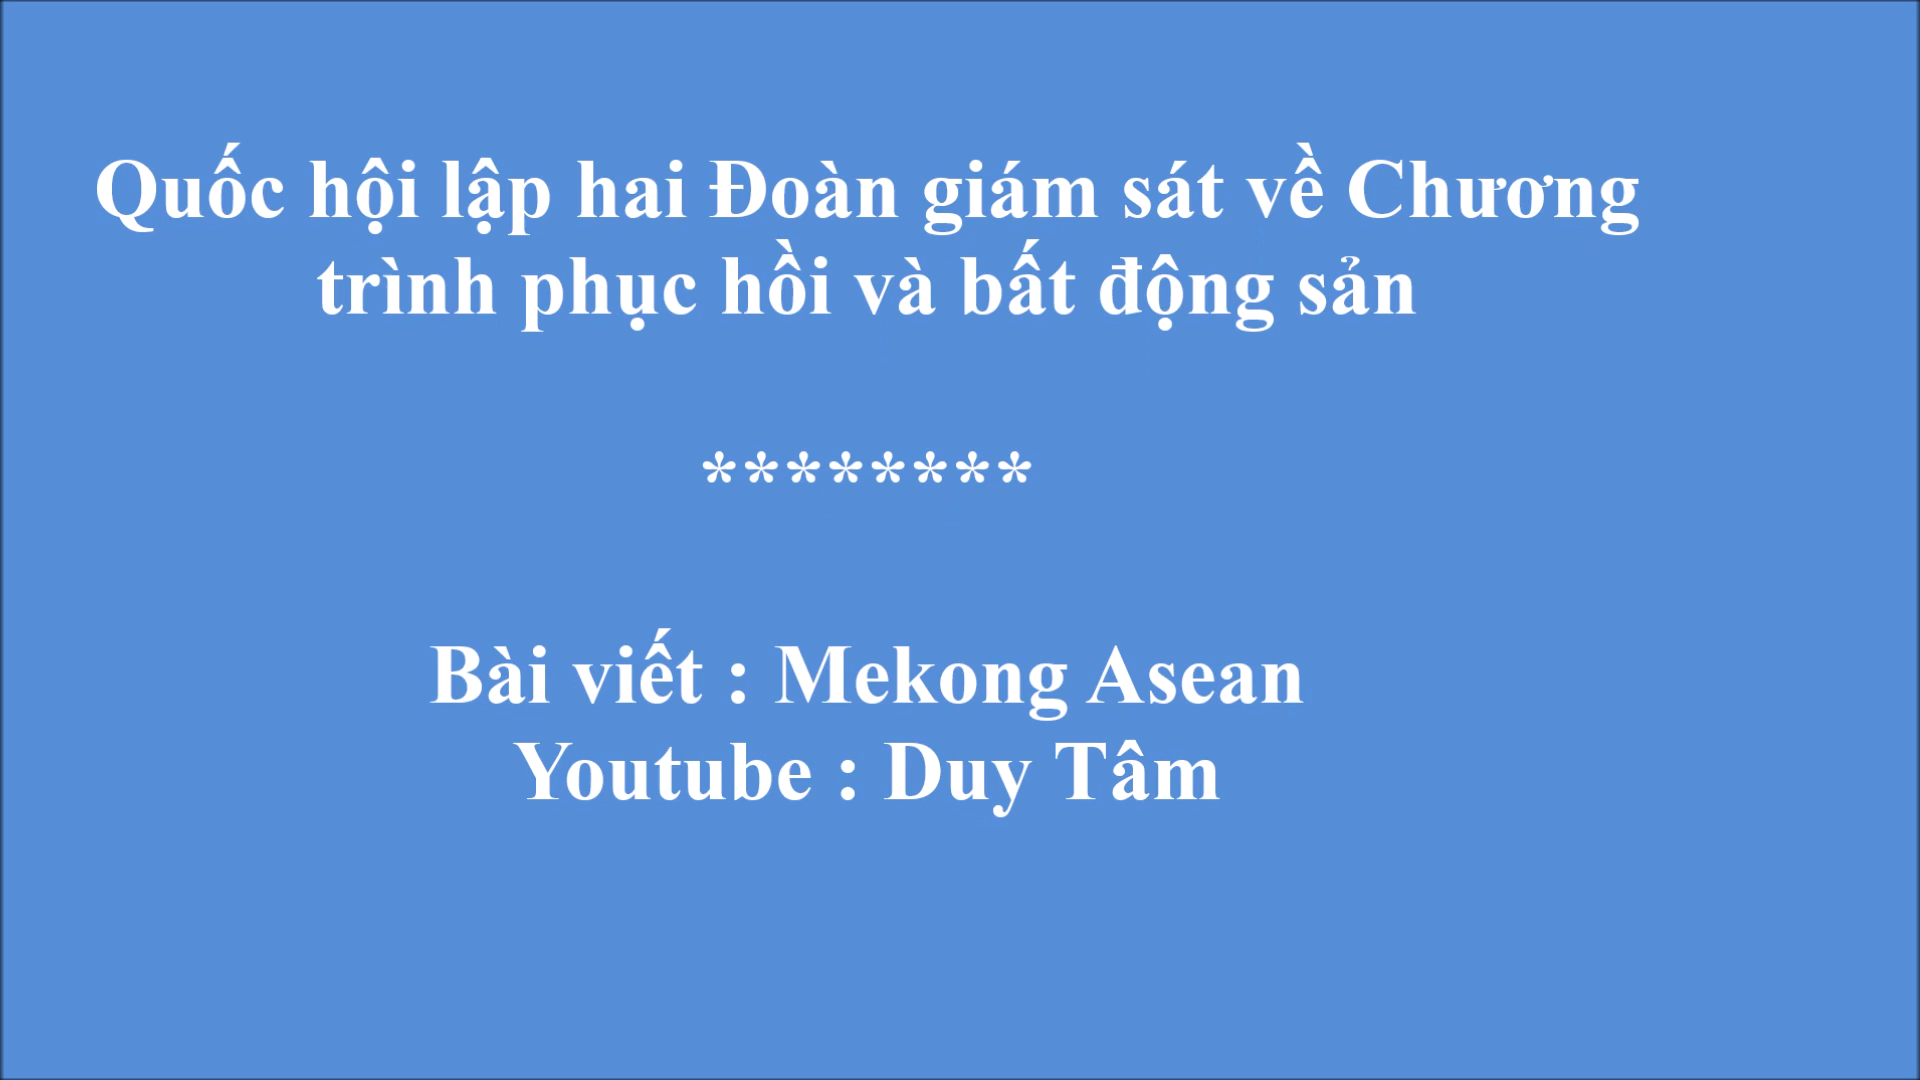 Quốc hội lập hai Đoàn giám sát về Chương
trình phục hồi và bất động sản
********
Bài viết : Mekong Asean
Youtube : Duy Tâm